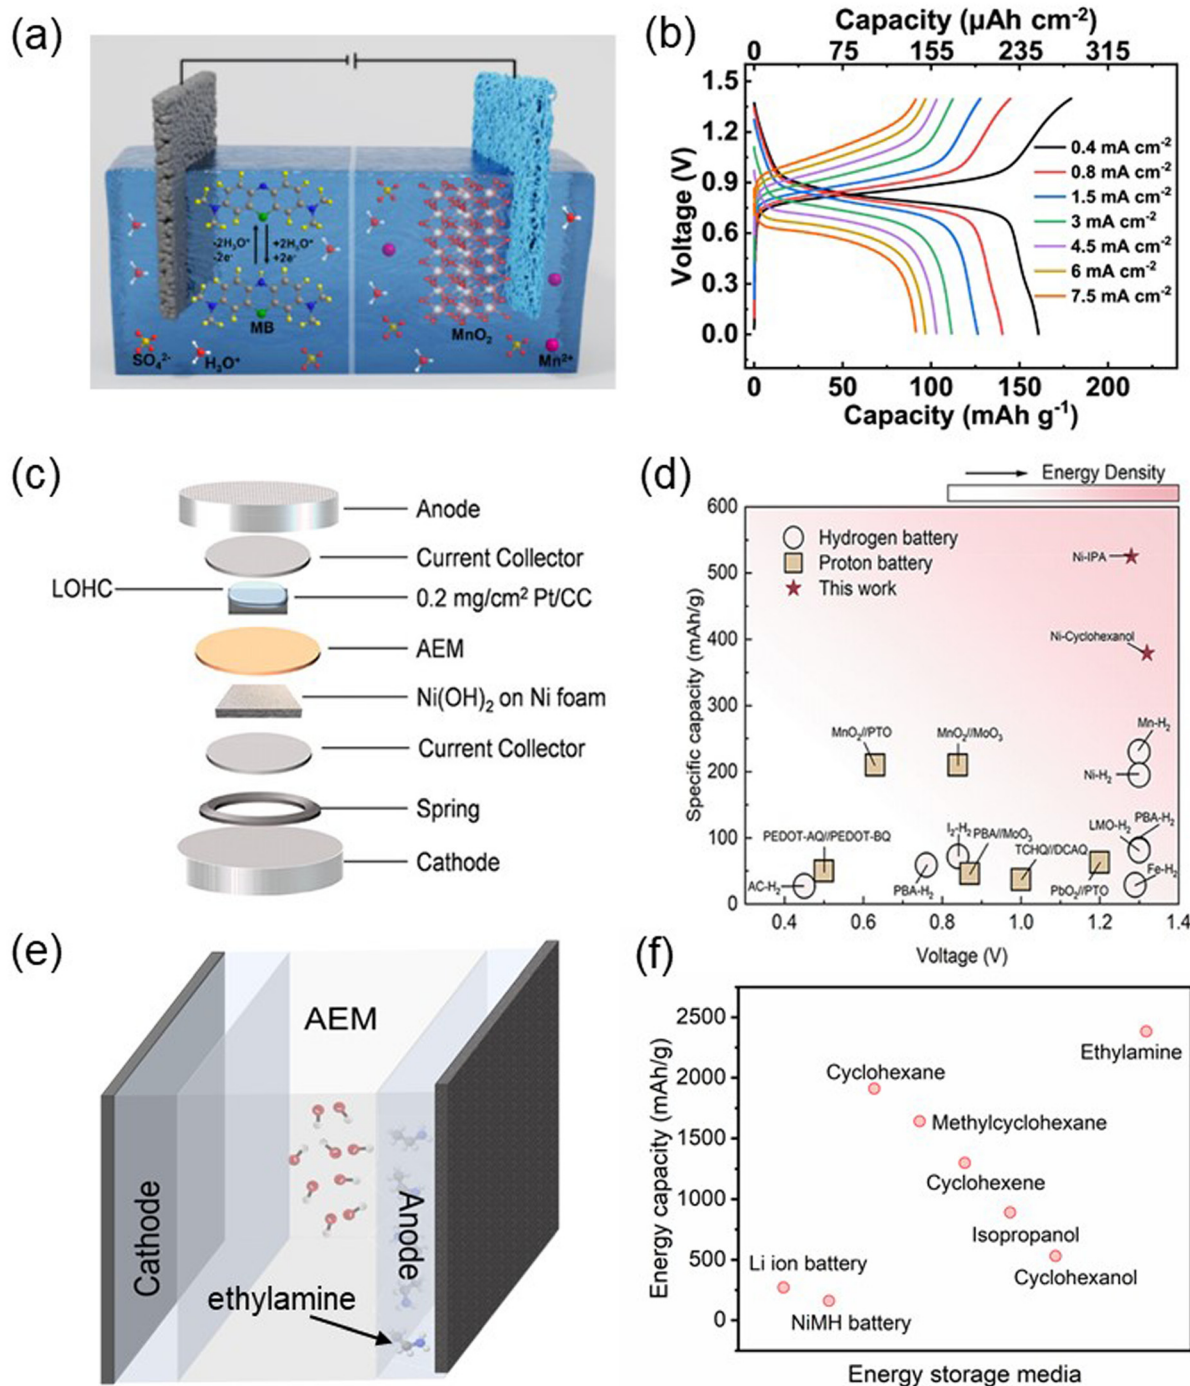 (a)
-2H₃O⁺
+2H₃O⁺
-2e⁻
+2e⁻
MB
MnO₂
SO₄²⁻
H₃O⁺
Mn²⁺
(b)
Capacity (μAh cm⁻²)
0 75 155 235 315
Voltage (V)
1.5
1.2
0.9
0.6
0.3
0.0
0.4 mA cm⁻²
0.8 mA cm⁻²
1.5 mA cm⁻²
3 mA cm⁻²
4.5 mA cm⁻²
6 mA cm⁻²
7.5 mA cm⁻²
0 50 100 150 200
Capacity (mAh g⁻¹)
(c)
Anode
Current Collector
LOHC
0.2 mg/cm² Pt/CC
AEM
Ni(OH)₂ on Ni foam
Current Collector
Spring
Cathode
(d)
Energy Density
Specific capacity (mAh/g)
600
500
400
300
200
100
0
Hydrogen battery
Proton battery
This work
Ni-IPA
Ni-Cyclohexanol
MnO₂//PTO
MnO₂//MoO₃
Mn-H₂
Ni-H₂
PEDOT-AQ//PEDOT-BQ
I₂-H₂
PBA//MoO₃
LMO-H₂
PBA-H₂
TCHQ//DCAQ
AC-H₂
PBA-H₂
PbO₂//PTO
Fe-H₂
0.4 0.6 0.8 1.0 1.2 1.4
Voltage (V)
(e)
AEM
Cathode
Anode
ethylamine
(f)
Energy capacity (mAh/g)
2500
2000
1500
1000
500
0
Ethylamine
Cyclohexane
Methylcyclohexane
Cyclohexene
Isopropanol
Cyclohexanol
Li ion battery
NiMH battery
Energy storage media